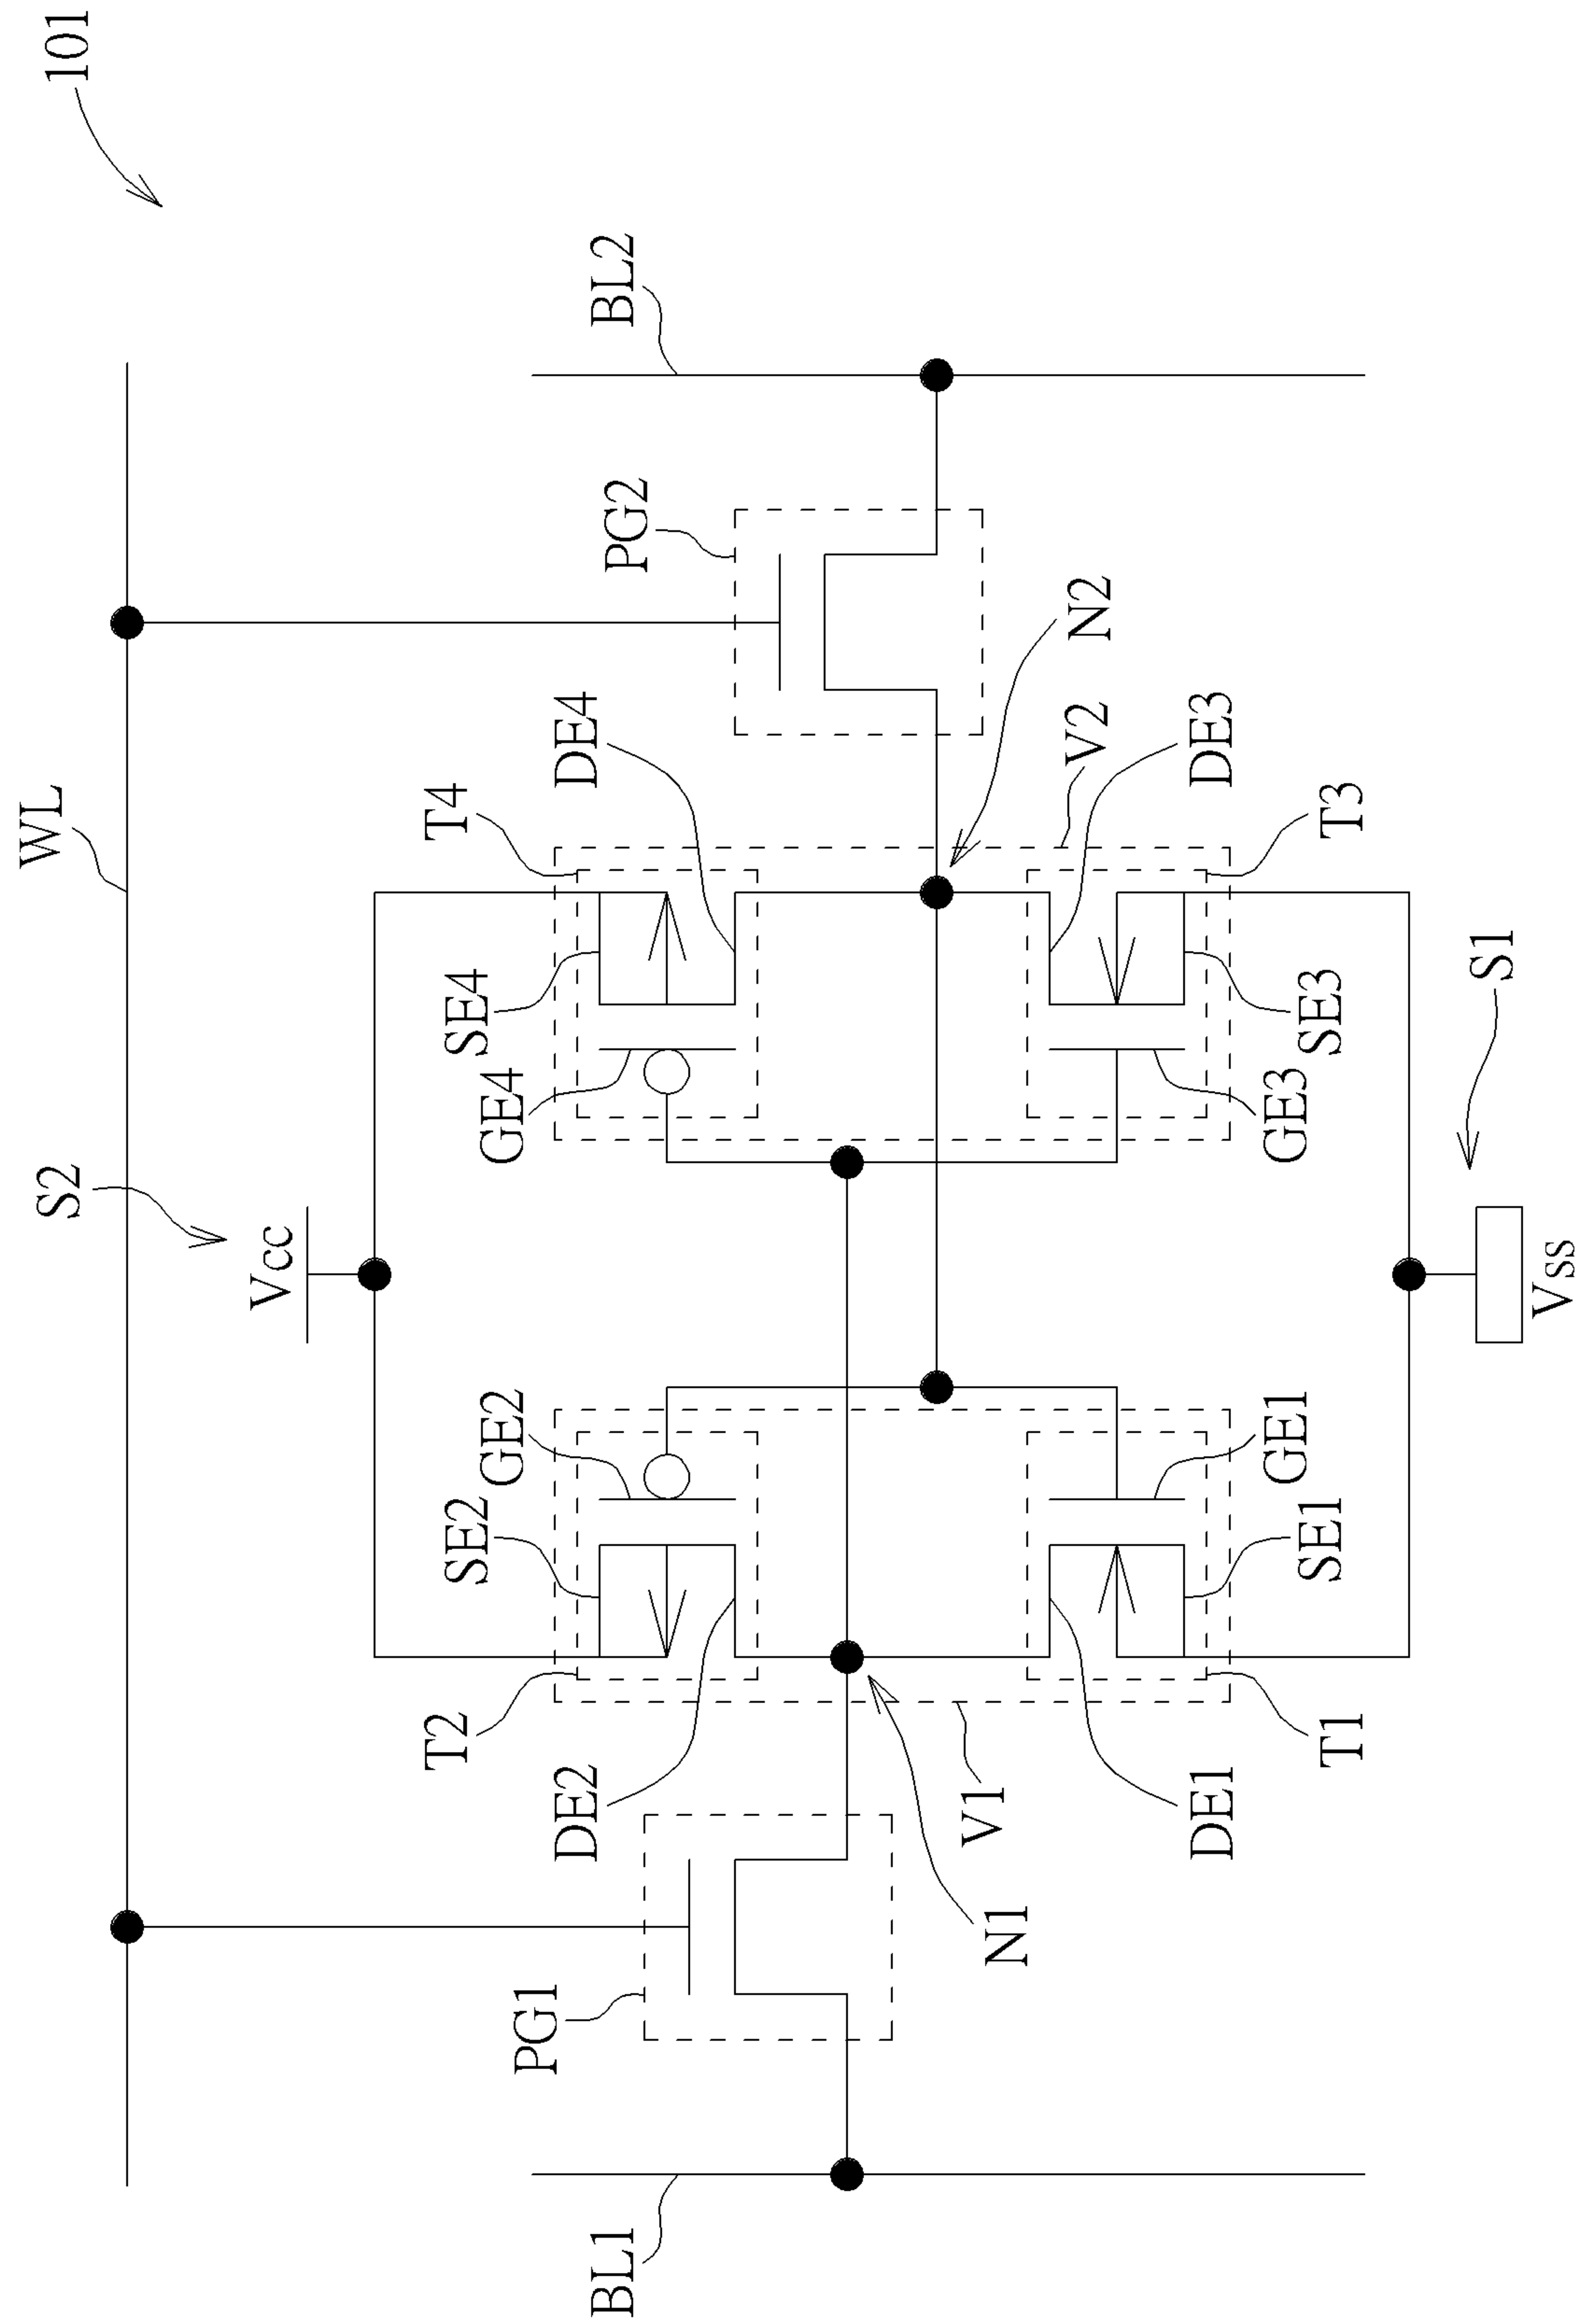 101
WL
S2
Vcc
BL2
PG2
T4
DE4
SE4
GE4
N2
V2
DE3
T3
SE3
GE3
S1
Vss
GE2
SE2
T2
DE2
GE1
SE1
T1
DE1
V1
N1
PG1
BL1